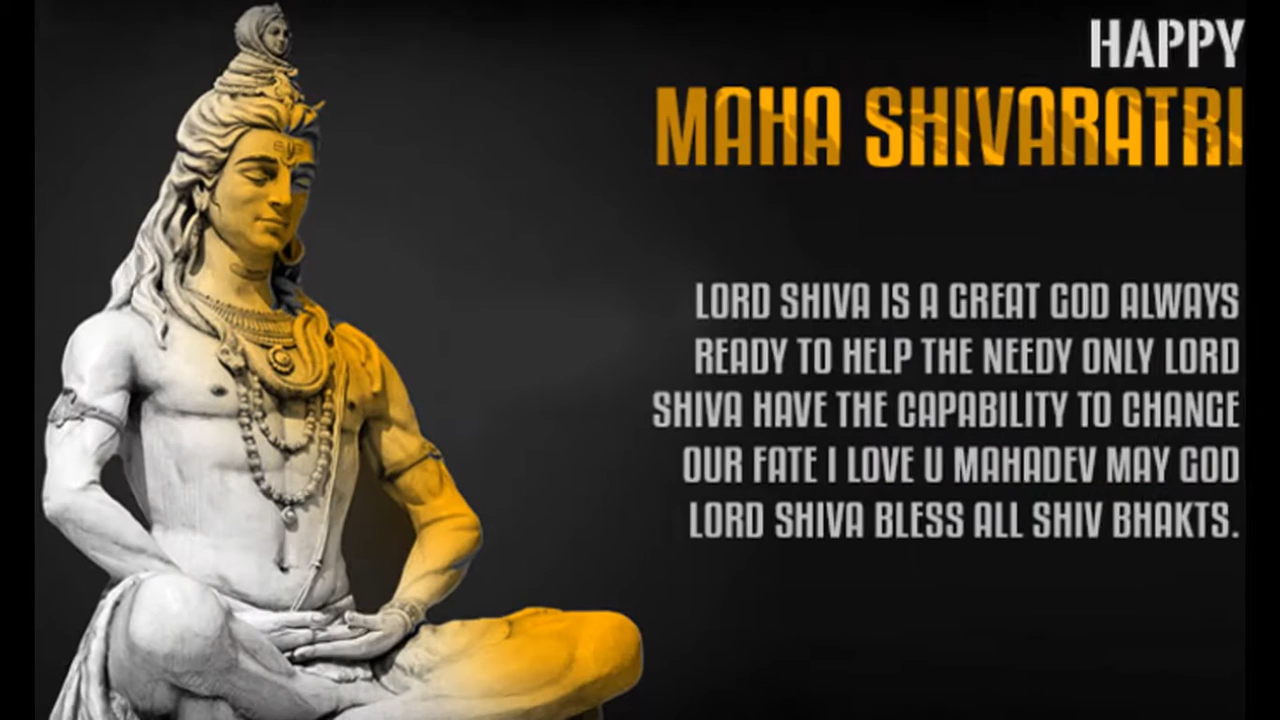 HAPPY
MAHA SHIVARATRI
LORD SHIVA IS A GREAT GOD ALWAYS
READY TO HELP THE NEEDY ONLY LORD
SHIVA HAVE THE CAPABILITY TO CHANGE
OUR FATE I LOVE U MAHADEV MAY GOD
LORD SHIVA BLESS ALL SHIV BHAKTS.